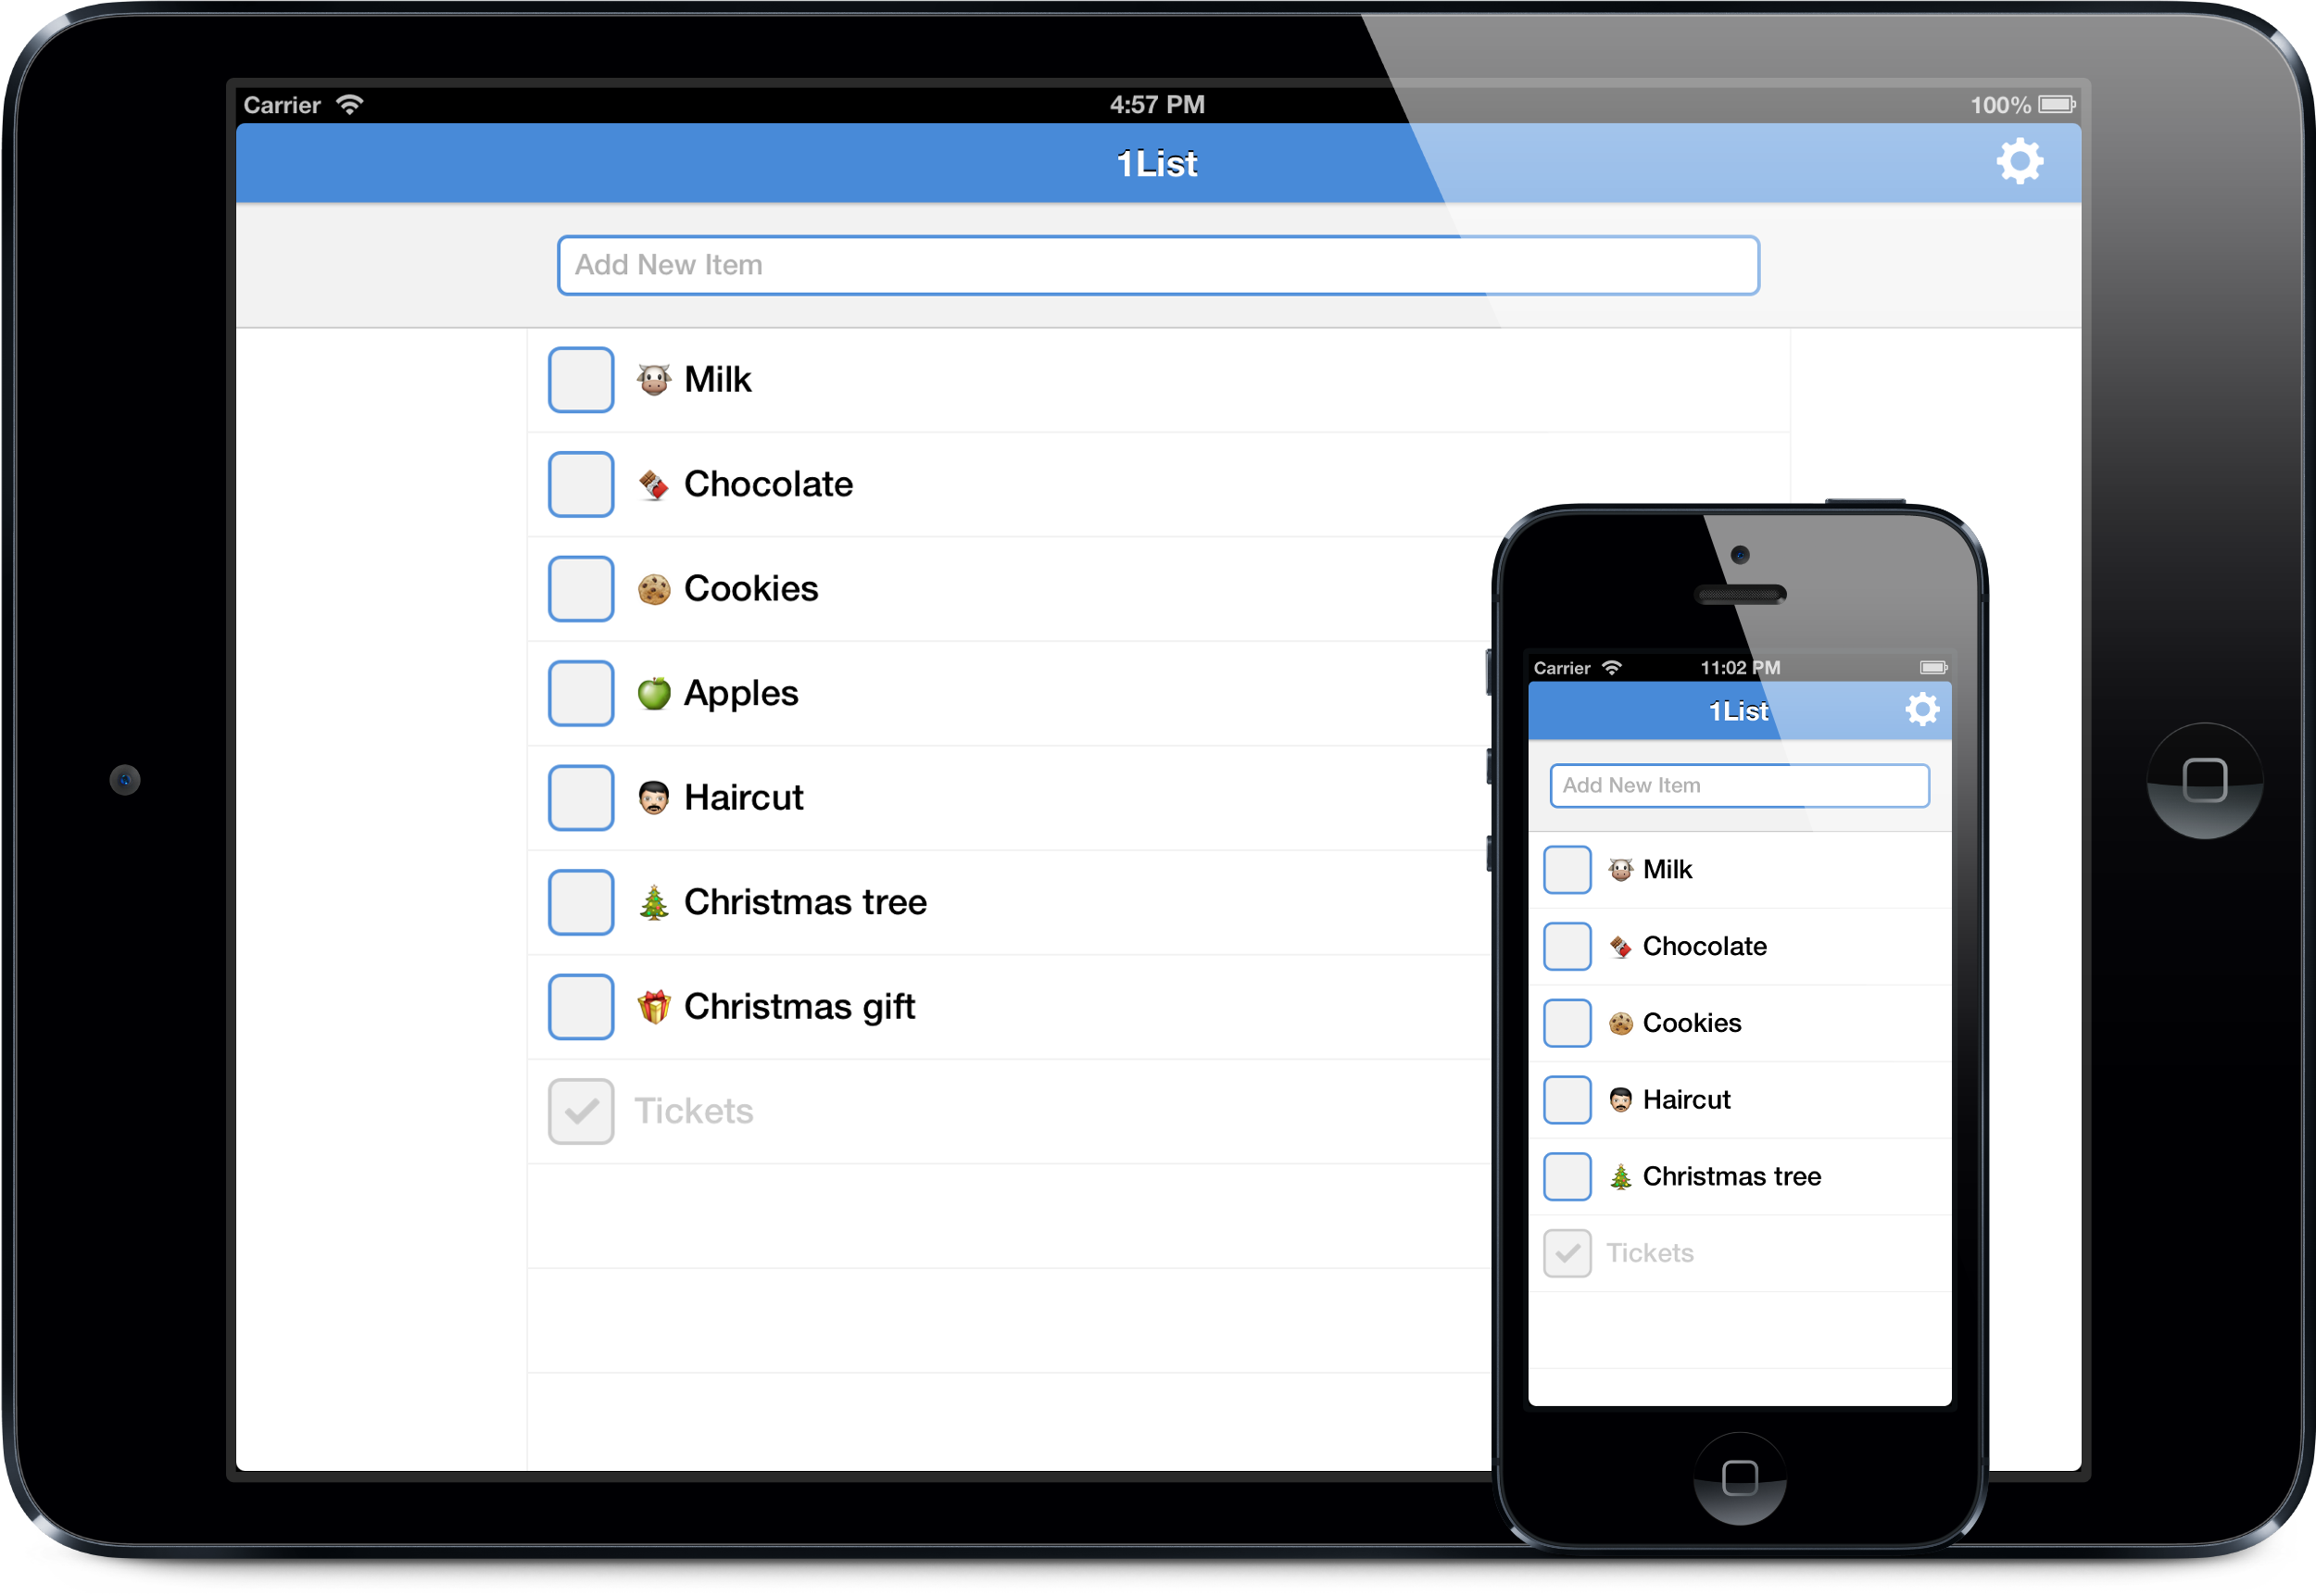 Carrier 4:57 PM 100%
1List
Add New Item
Milk
Chocolate
Cookies
Apples
Haircut
Christmas tree
Christmas gift
Tickets
Carrier 11:02 PM
1List
Add New Item
Milk
Chocolate
Cookies
Haircut
Christmas tree
Tickets